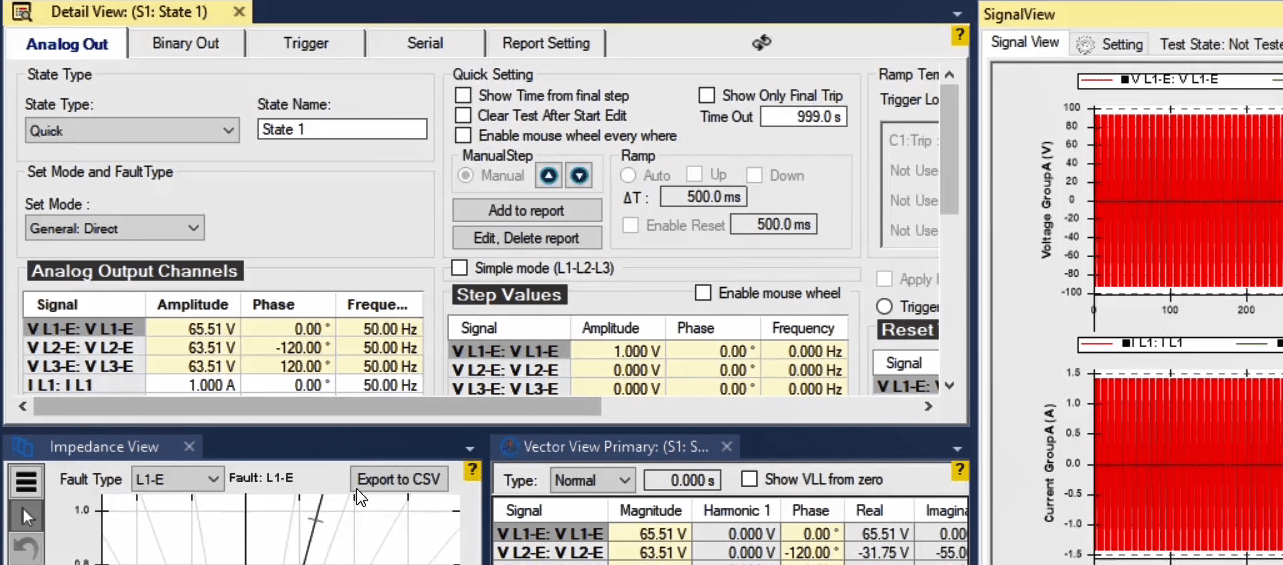 Detail View: (S1: State 1)
Analog Out
Binary Out
Trigger
Serial
Report Setting
?
State Type
State Type:
State Name:
Quick
State 1
Set Mode and FaultType
Set Mode :
General: Direct
Analog Output Channels
Signal Amplitude Phase Freque...
V L1-E: V L1-E 65.51 V 0.00 ° 50.00 Hz
V L2-E: V L2-E 63.51 V -120.00 ° 50.00 Hz
V L3-E: V L3-E 63.51 V 120.00 ° 50.00 Hz
I L1: I L1 1.000 A 0.00 ° 50.00 Hz
Quick Setting
Show Time from final step
Show Only Final Trip
Clear Test After Start Edit
Time Out 999.0 s
Enable mouse wheel every where
ManualStep
Manual
Add to report
Edit, Delete report
Ramp
Auto Up Down
ΔT : 500.0 ms
Enable Reset 500.0 ms
Simple mode (L1-L2-L3)
Step Values
Enable mouse wheel
Signal Amplitude Phase Frequency
V L1-E: V L1-E 1.000 V 0.00 ° 0.000 Hz
V L2-E: V L2-E 0.000 V 0.00 ° 0.000 Hz
V L3-E: V L3-E 0.000 V 0.00 ° 0.000 Hz
Ramp Ten
Trigger Lo
C1:Trip :
Not Use
Not Use
Not Use
Apply
Trigger
Reset
Signal
V L1-E: V
Impedance View
?
Fault Type L1-E Fault: L1-E
Export to CSV
1.0
0.8
Vector View Primary: (S1: S...
?
Type: Normal 0.000 s Show VLL from zero
Signal Magnitude Harmonic 1 Phase Real Imagina
V L1-E: V L1-E 65.51 V 0.000 V 0.00 ° 65.51 V 0.00
V L2-E: V L2-E 63.51 V 0.000 V -120.00 ° -31.75 V -55.0
SignalView
Signal View
Setting
Test State: Not Teste
V L1-E: V L1-E
Voltage GroupA (V)
100
80
60
40
20
0
-20
-40
-60
-80
-100
0 100 200
I L1: I L1
Current GroupA (A)
1.5
1.0
0.5
0.0
-0.5
-1.0
-1.5